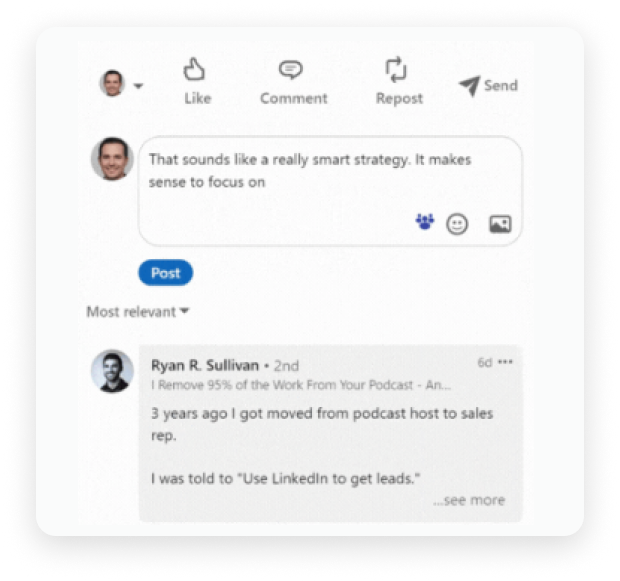 Like
Comment
Repost
Send
That sounds like a really smart strategy. It makes
sense to focus on
Post
Most relevant
Ryan R. Sullivan • 2nd
6d •••
I Remove 95% of the Work From Your Podcast - An...
3 years ago I got moved from podcast host to sales
rep.
I was told to "Use LinkedIn to get leads."
...see more